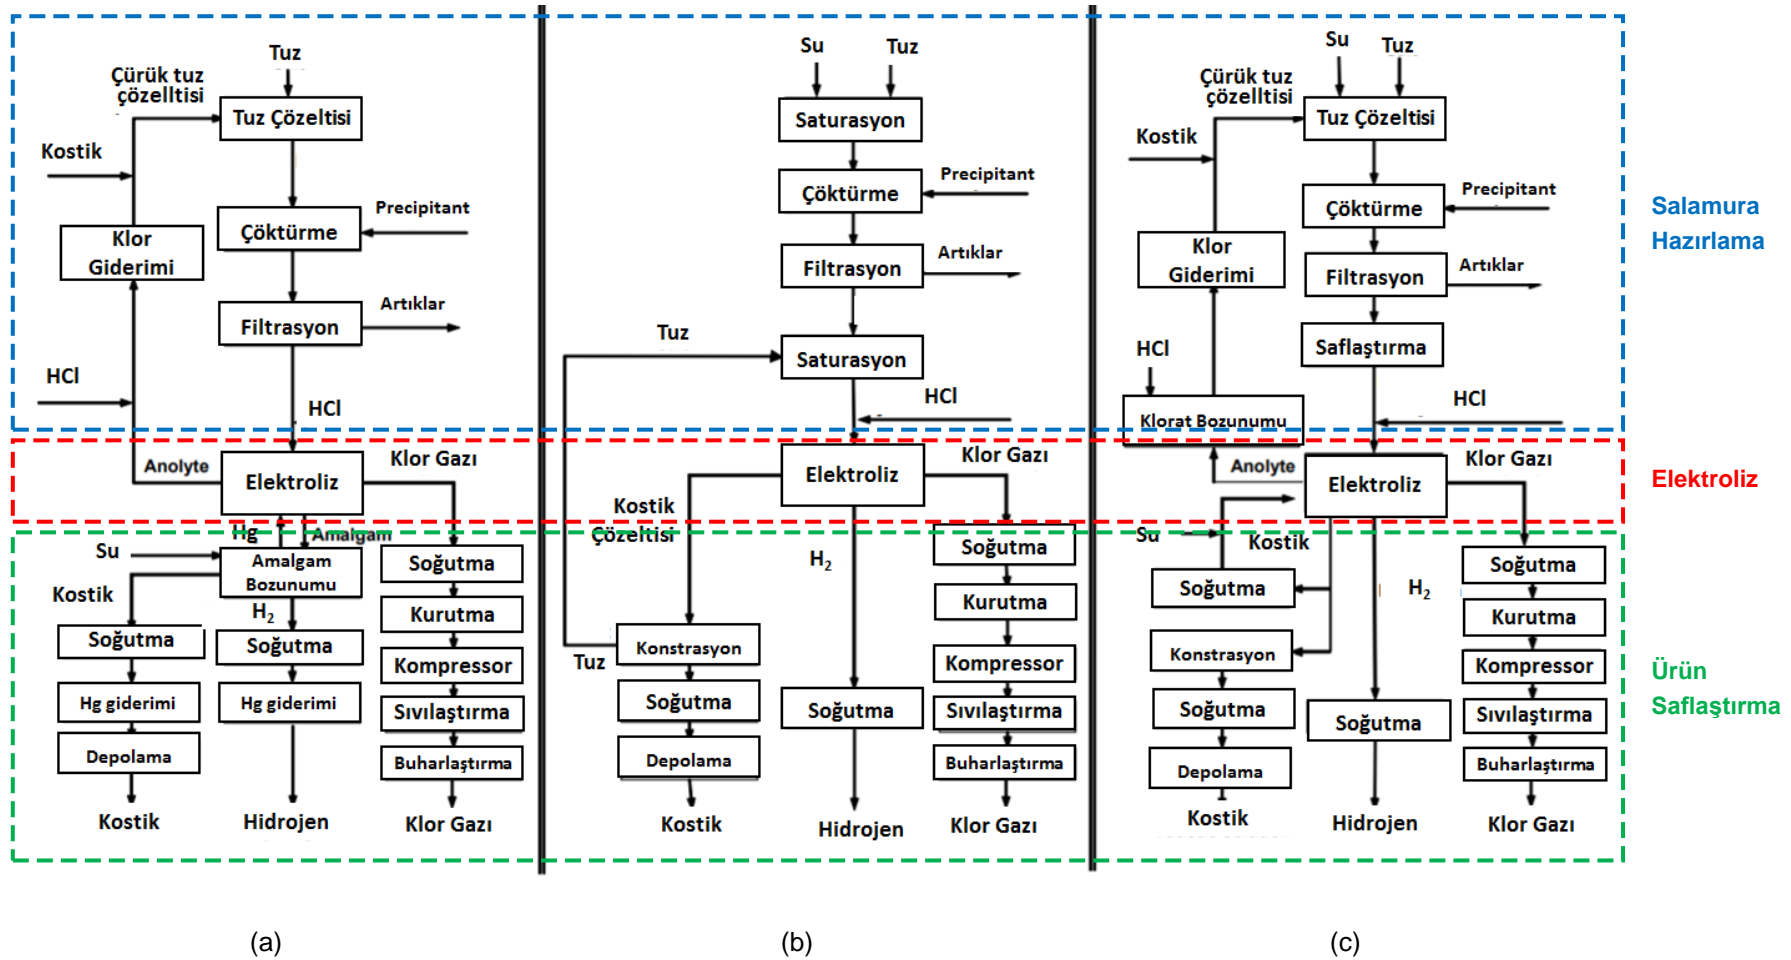 Tuz
Çürük tuz
çözelltisi
Tuz Çözeltisi
Kostik
Precipitant
Çöktürme
Klor
Giderimi
Artıklar
Filtrasyon
HCl
HCl
Anolyte
Klor Gazı
Elektroliz
Hg
Amalgam
Su
Amalgam
Bozunumu
Kostik
H2
Soğutma
Kurutma
Soğutma
Soğutma
Kompressor
Hg giderimi
Hg giderimi
Sıvılaştırma
Depolama
Buharlaştırma
Kostik
Hidrojen
Klor Gazı
(a)
Su
Tuz
Saturasyon
Precipitant
Çöktürme
Artıklar
Filtrasyon
Tuz
Saturasyon
HCl
Klor Gazı
Elektroliz
Kostik
Çözeltisi
H2
Soğutma
Kurutma
Konstrasyon
Tuz
Kompressor
Soğutma
Soğutma
Sıvılaştırma
Depolama
Buharlaştırma
Kostik
Hidrojen
Klor Gazı
(b)
Su
Tuz
Çürük tuz
çözelltisi
Tuz Çözeltisi
Kostik
Precipitant
Çöktürme
Klor
Giderimi
Artıklar
Filtrasyon
HCl
Saflaştırma
HCl
Klorat Bozunumu
Anolyte
Klor Gazı
Elektroliz
Su
Kostik
Soğutma
Soğutma
H2
Kurutma
Konstrasyon
Kompressor
Soğutma
Soğutma
Sıvılaştırma
Depolama
Buharlaştırma
Kostik
Hidrojen
Klor Gazı
(c)
Salamura
Hazırlama
Elektroliz
Ürün
Saflaştırma